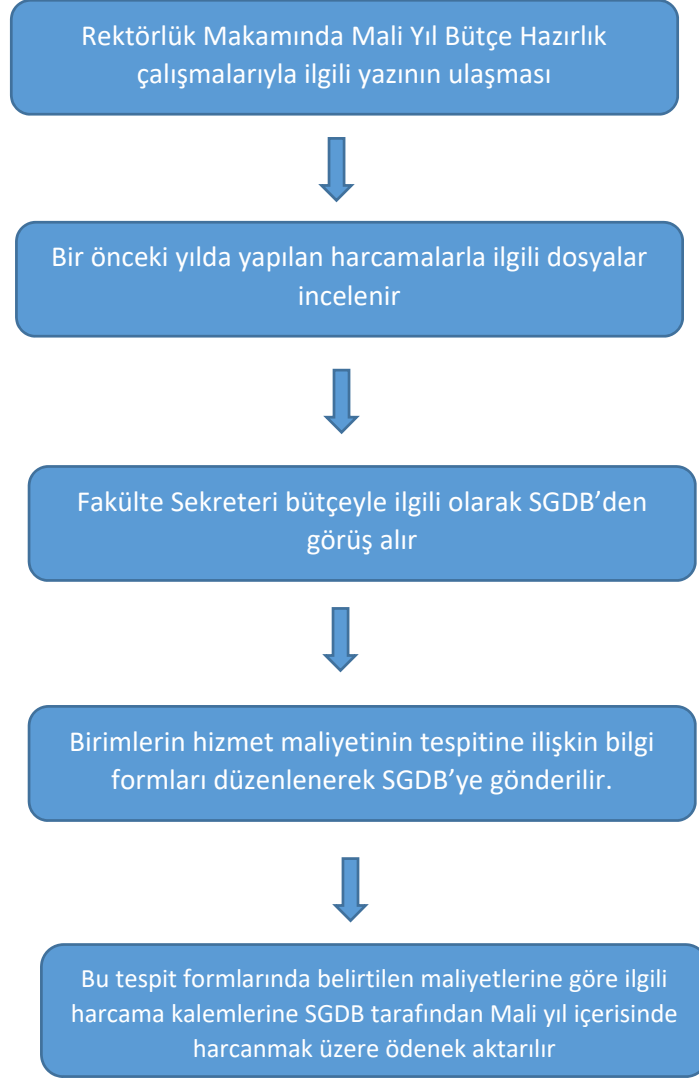 Rektörlük Makamında Mali Yıl Bütçe Hazırlık
çalışmalarıyla ilgili yazının ulaşması
Bir önceki yılda yapılan harcamalarla ilgili dosyalar
incelenir
Fakülte Sekreteri bütçeyle ilgili olarak SGDB’den
görüş alır
Birimlerin hizmet maliyetinin tespitine ilişkin bilgi
formları düzenlenerek SGDB’ye gönderilir.
Bu tespit formlarında belirtilen maliyetlerine göre ilgili
harcama kalemlerine SGDB tarafından Mali yıl içerisinde
harcanmak üzere ödenek aktarılır